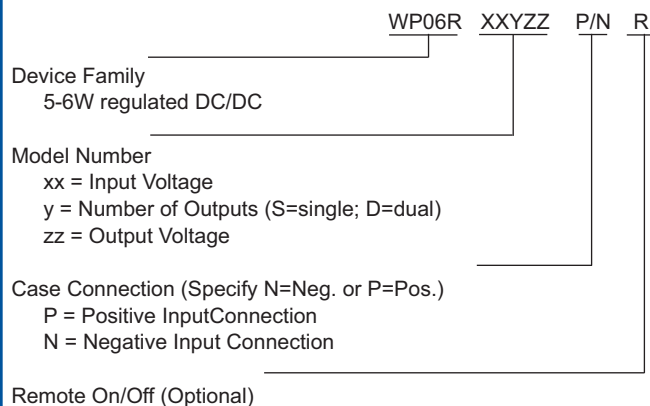 WP06R XXYZZ P/N R
Device Family
5-6W regulated DC/DC
Model Number
xx = Input Voltage
y = Number of Outputs (S=single; D=dual)
zz = Output Voltage
Case Connection (Specify N=Neg. or P=Pos.)
P = Positive InputConnection
N = Negative Input Connection
Remote On/Off (Optional)